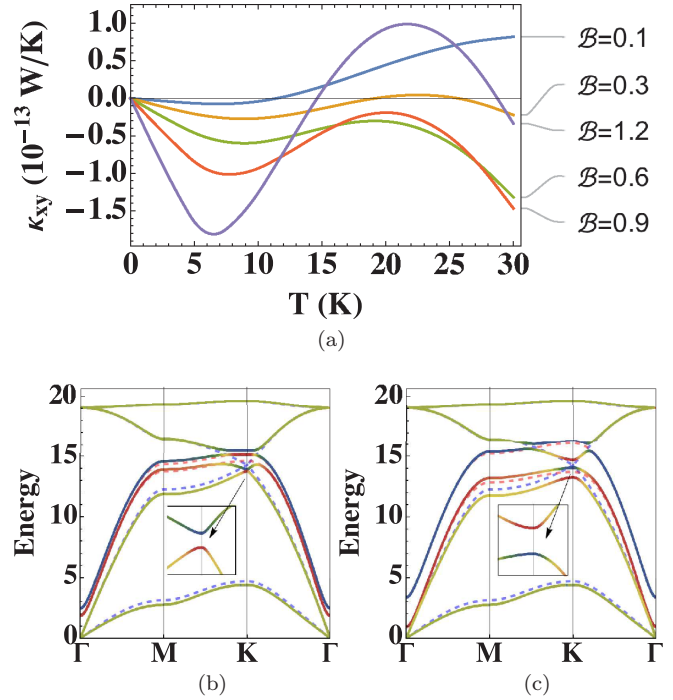 1.0
0.5
0.0
−0.5
−1.0
−1.5
κxy (10⁻¹³ W/K)
0 5 10 15 20 25 30
T (K)
ℬ=0.1
ℬ=0.3
ℬ=1.2
ℬ=0.6
ℬ=0.9
(a)
20
15
10
5
0
Energy
Γ M K Γ
(b)
20
15
10
5
0
Energy
Γ M K Γ
(c)